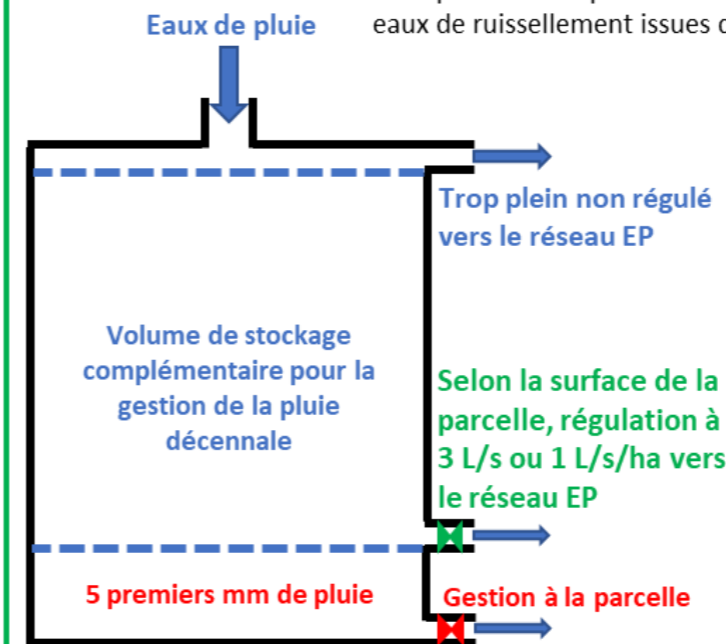 Eaux de pluie
eaux de ruissellement issues
Trop plein non régulé
vers le réseau EP
Volume de stockage
complémentaire pour la
gestion de la pluie
décennale
Selon la surface de la
parcelle, régulation à
3 L/s ou 1 L/s/ha vers
le réseau EP
5 premiers mm de pluie
Gestion à la parcelle